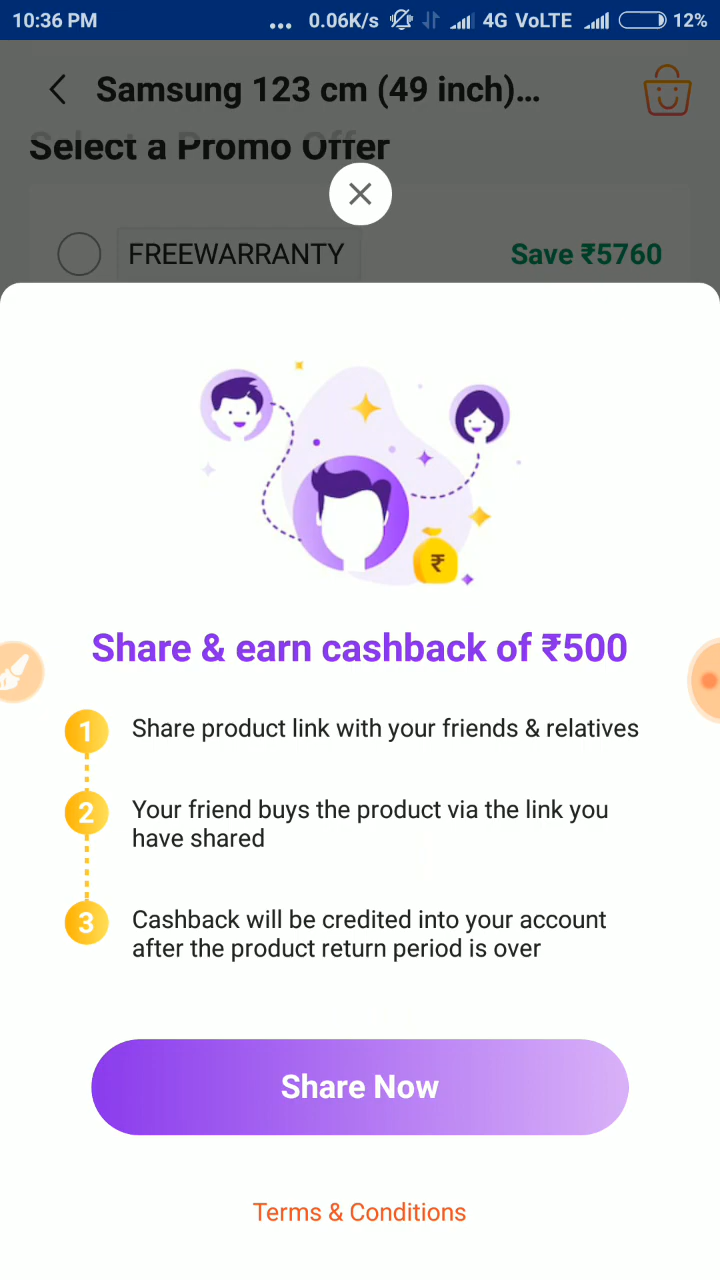 10:36 PM ... 0.06K/s 4G VoLTE 12%
Samsung 123 cm (49 inch)...
Select a Promo Offer
FREEWARRANTY Save ₹5760
₹
Share & earn cashback of ₹500
1 Share product link with your friends & relatives
2 Your friend buys the product via the link you
have shared
3 Cashback will be credited into your account
after the product return period is over
Share Now
Terms & Conditions